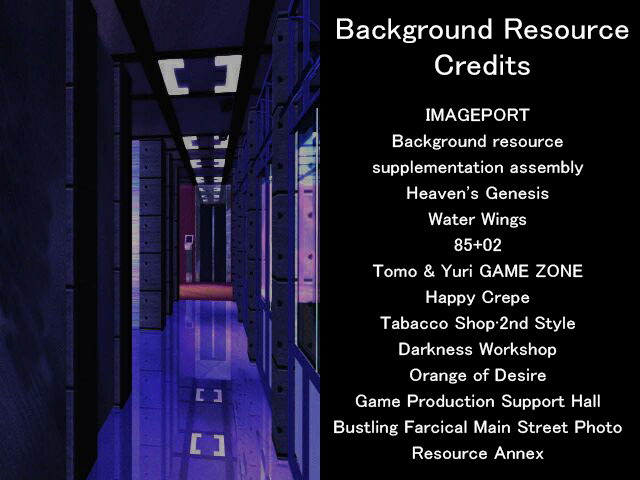 Background Resource
Credits
IMAGEPORT
Background resource
supplementation assembly
Heaven's Genesis
Water Wings
85+02
Tomo & Yuri GAME ZONE
Happy Crepe
Tabacco Shop·2nd Style
Darkness Workshop
Orange of Desire
Game Production Support Hall
Bustling Farcical Main Street Photo
Resource Annex